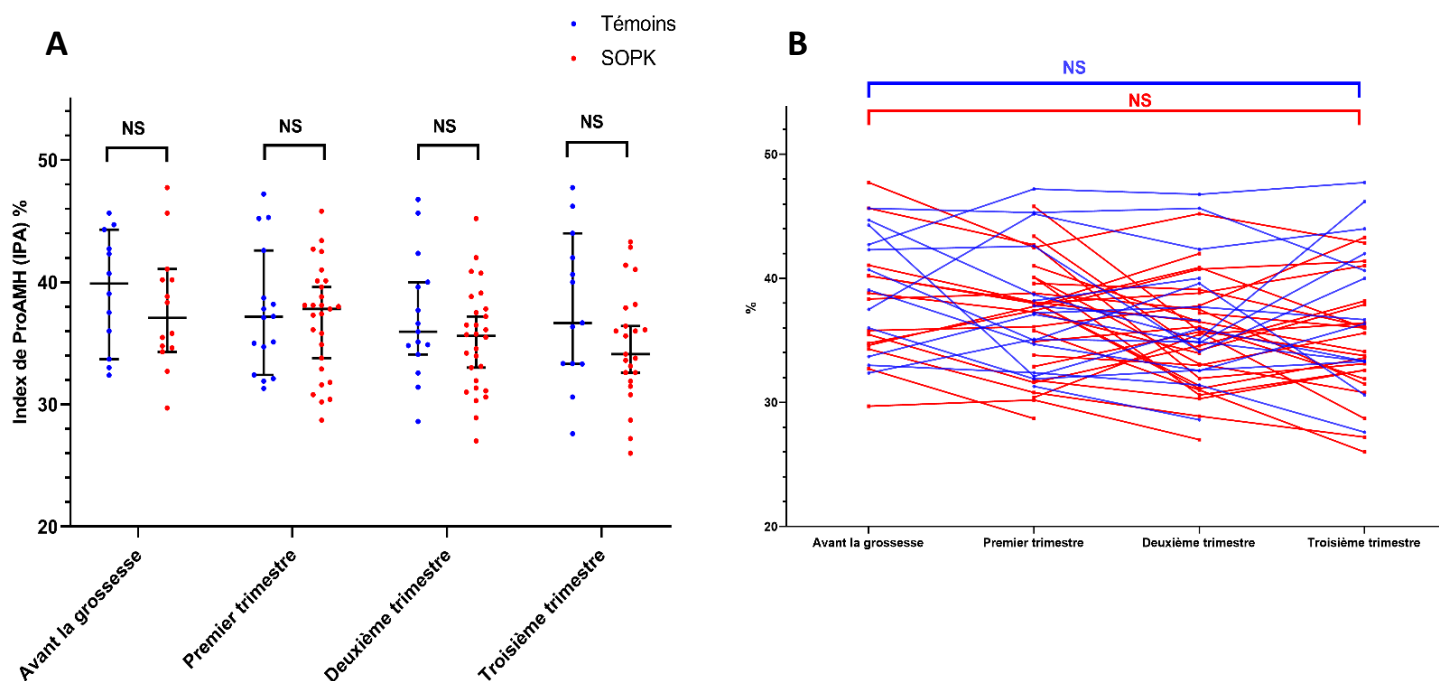 A
Témoins
SOPK
Index de ProAMH (IPA) %
50
40
30
20
NS
NS
NS
NS
Avant la grossesse
Premier trimestre
Deuxième trimestre
Troisième trimestre
B
NS
NS
%
50
40
30
20
Avant la grossesse
Premier trimestre
Deuxième trimestre
Troisième trimestre